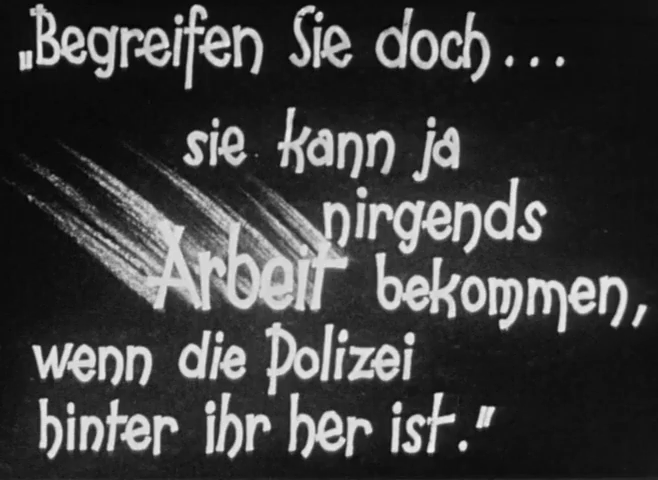 „Begreifen Sie doch...
sie kann ja
nirgends
Arbeit bekommen,
wenn die Polizei
hinter ihr her ist."